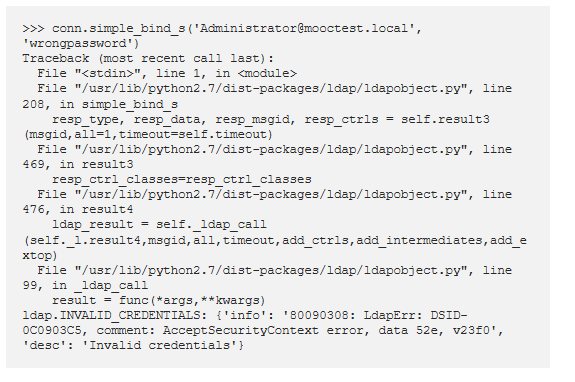 >>> conn.simple_bind_s('Administrator@mooctest.local',
'wrongpassword')
Traceback (most recent call last):
  File "<stdin>", line 1, in <module>
  File "/usr/lib/python2.7/dist-packages/ldap/ldapobject.py", line
208, in simple_bind_s
    resp_type, resp_data, resp_msgid, resp_ctrls = self.result3
(msgid,all=1,timeout=self.timeout)
  File "/usr/lib/python2.7/dist-packages/ldap/ldapobject.py", line
469, in result3
    resp_ctrl_classes=resp_ctrl_classes
  File "/usr/lib/python2.7/dist-packages/ldap/ldapobject.py", line
476, in result4
    ldap_result = self._ldap_call
(self._l.result4,msgid,all,timeout,add_ctrls,add_intermediates,add_e
xtop)
  File "/usr/lib/python2.7/dist-packages/ldap/ldapobject.py", line
99, in _ldap_call
    result = func(*args,**kwargs)
ldap.INVALID_CREDENTIALS: {'info': '80090308: LdapErr: DSID-
0C0903C5, comment: AcceptSecurityContext error, data 52e, v23f0',
'desc': 'Invalid credentials'}